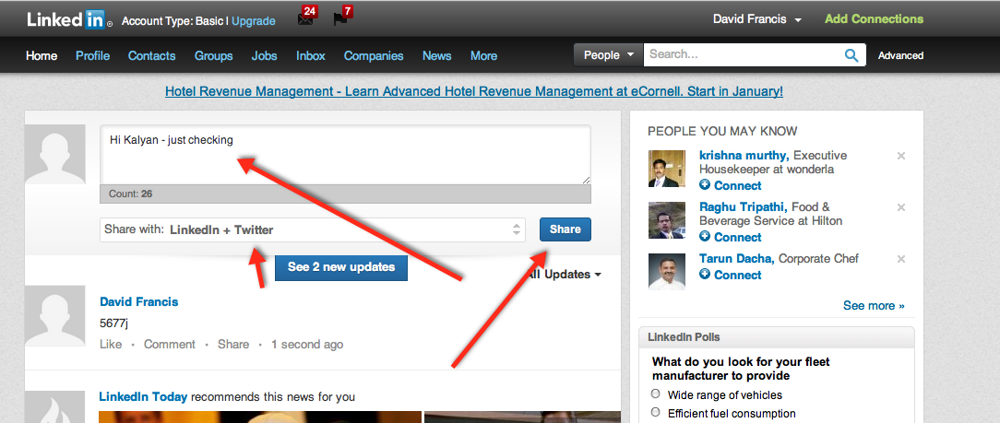 Linked in Account Type: Basic | Upgrade 24 7 David Francis Add Connections
Home Profile Contacts Groups Jobs Inbox Companies News More People Search... Advanced
Hotel Revenue Management - Learn Advanced Hotel Revenue Management at eCornell. Start in January!
Hi Kalyan - just checking
Count: 26
Share with: LinkedIn + Twitter Share
See 2 new updates
All Updates
David Francis
5677j
Like • Comment • Share • 1 second ago
LinkedIn Today recommends this news for you
PEOPLE YOU MAY KNOW
krishna murthy, Executive
Housekeeper at wonderla
Connect
Raghu Tripathi, Food &
Beverage Service at Hilton
Connect
Tarun Dacha, Corporate Chef
Connect
See more »
LinkedIn Polls
What do you look for your fleet
manufacturer to provide
Wide range of vehicles
Efficient fuel consumption